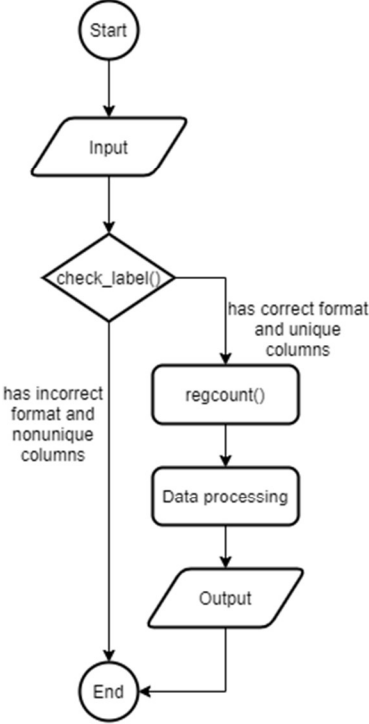 Start
Input
check_label()
has correct format
and unique
columns
regcount()
has incorrect
format and
nonunique
columns
Data processing
Output
End